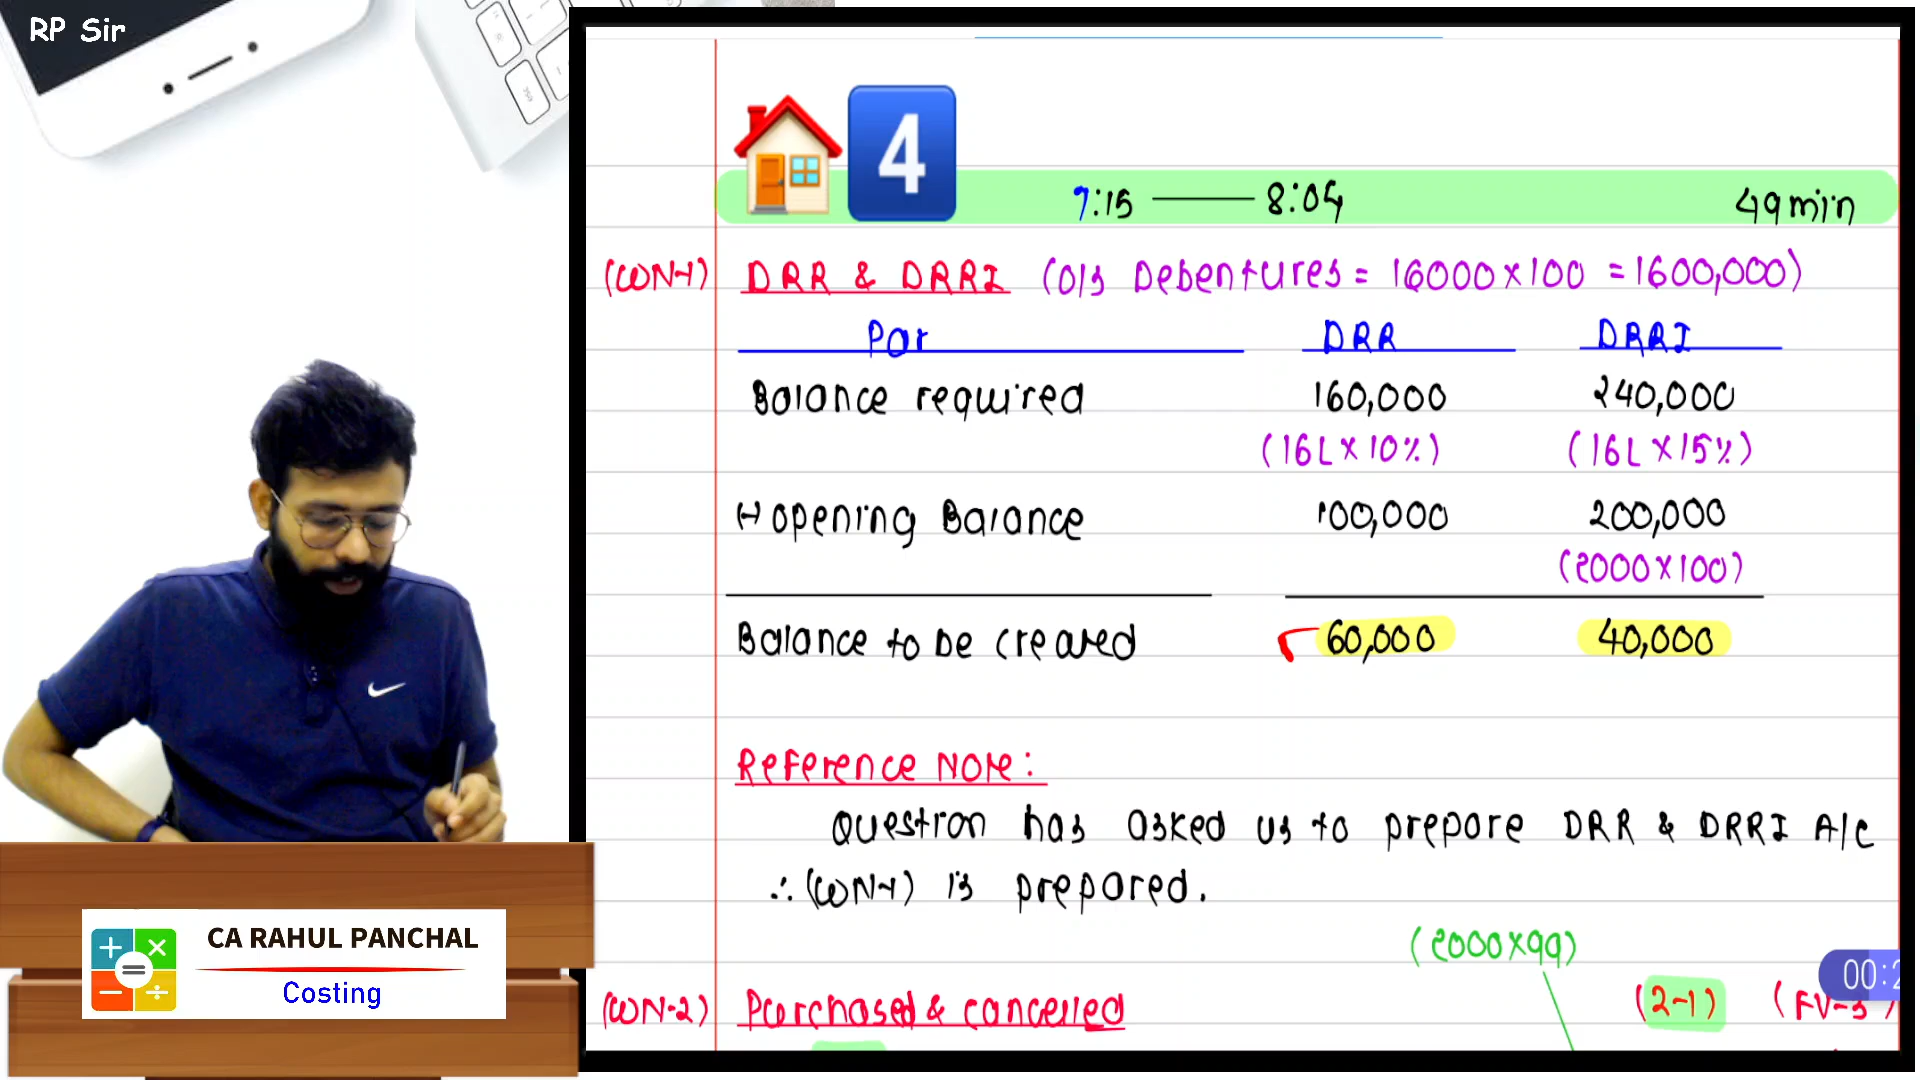 RP Sir
4
7:15 —— 8:04 49 min
(WN-1) DRR & DRRI (O/s Debentures = 16000 × 100 = 1600,000)
Par DRR DRRI
Balance required 160,000 240,000
(16L × 10%) (16L × 15%)
(-) opening Balance 100,000 200,000
(2000 × 100)
Balance to be created 60,000 40,000
Reference Note:
Question has asked us to prepare DRR & DRRI A/c
∴ (WN-1) is prepared.
(2000 × 99)
(WN-2) Purchased & cancelled (2-1) (FV-
00:2
CA RAHUL PANCHAL
Costing